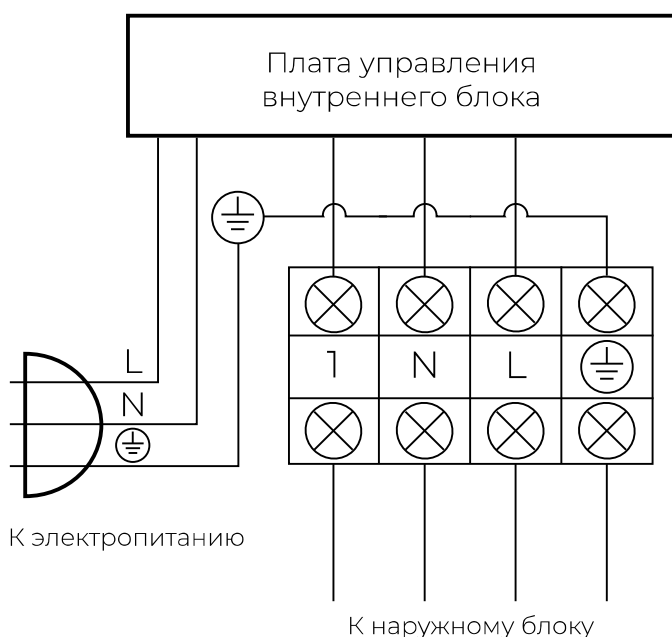 Плата управления
внутреннего блока
L
N
1 N L
К электропитанию
К наружному блоку